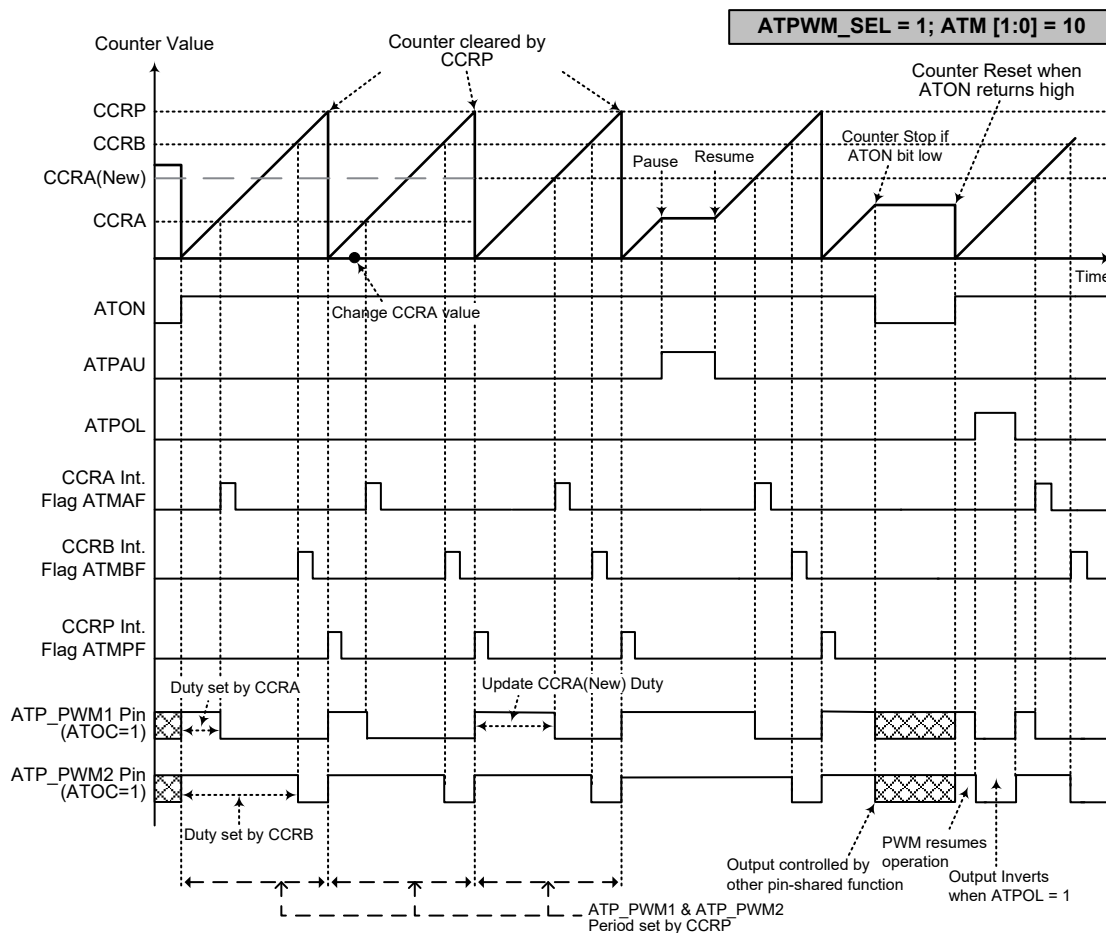 ATPWM_SEL = 1; ATM [1:0] = 10
Counter Value
Counter cleared by
CCRP
Counter Reset when
ATON returns high
CCRP
CCRB
Counter Stop if
ATON bit low
Pause
Resume
CCRA(New)
CCRA
Time
ATON
Change CCRA value
ATPAU
ATPOL
CCRA Int.
Flag ATMAF
CCRB Int.
Flag ATMBF
CCRP Int.
Flag ATMPF
Duty set by CCRA
Update CCRA(New) Duty
ATP_PWM1 Pin
(ATOC=1)
ATP_PWM2 Pin
(ATOC=1)
Duty set by CCRB
Output controlled by
other pin-shared function
PWM resumes
operation
Output Inverts
when ATPOL = 1
ATP_PWM1 & ATP_PWM2
Period set by CCRP